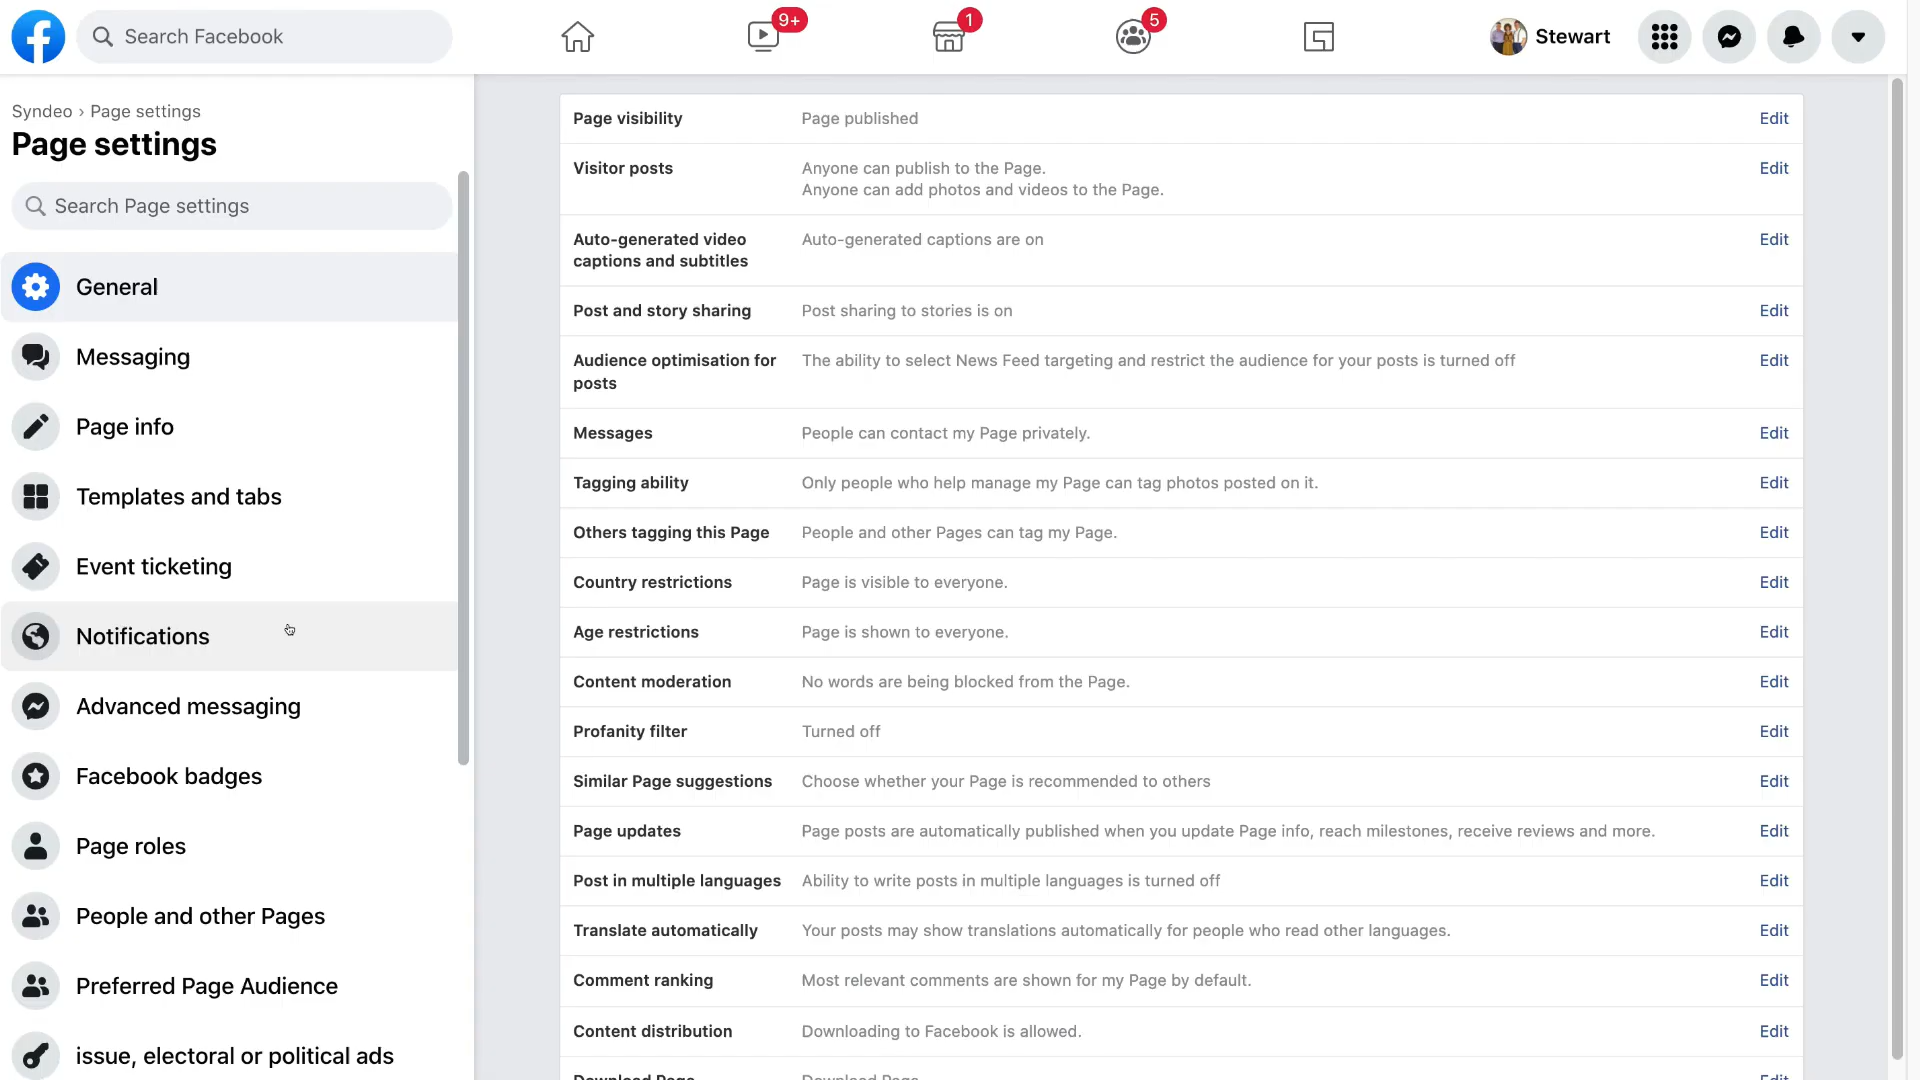 Search Facebook
9+
1
5
Stewart
Syndeo › Page settings
Page settings
Search Page settings
General
Messaging
Page info
Templates and tabs
Event ticketing
Notifications
Advanced messaging
Facebook badges
Page roles
People and other Pages
Preferred Page Audience
issue, electoral or political ads
Page visibility Page published Edit
Visitor posts Anyone can publish to the Page. Edit
Anyone can add photos and videos to the Page.
Auto-generated video Auto-generated captions are on Edit
captions and subtitles
Post and story sharing Post sharing to stories is on Edit
Audience optimisation for The ability to select News Feed targeting and restrict the audience for your posts is turned off Edit
posts
Messages People can contact my Page privately. Edit
Tagging ability Only people who help manage my Page can tag photos posted on it. Edit
Others tagging this Page People and other Pages can tag my Page. Edit
Country restrictions Page is visible to everyone. Edit
Age restrictions Page is shown to everyone. Edit
Content moderation No words are being blocked from the Page. Edit
Profanity filter Turned off Edit
Similar Page suggestions Choose whether your Page is recommended to others Edit
Page updates Page posts are automatically published when you update Page info, reach milestones, receive reviews and more. Edit
Post in multiple languages Ability to write posts in multiple languages is turned off Edit
Translate automatically Your posts may show translations automatically for people who read other languages. Edit
Comment ranking Most relevant comments are shown for my Page by default. Edit
Content distribution Downloading to Facebook is allowed. Edit
Download Page Download Page Edit